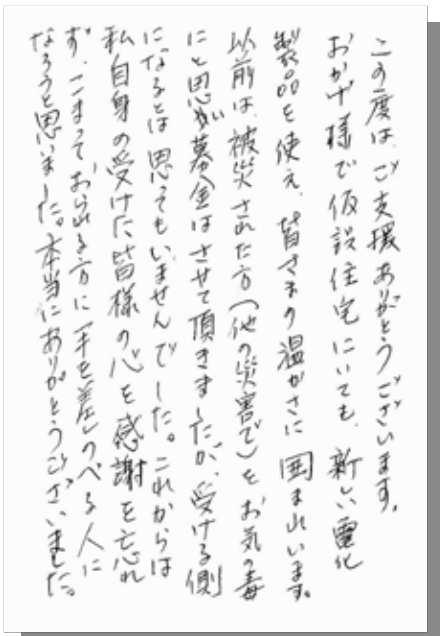 この度は、ご支援ありがとうございます。
おかげ様で仮設住宅にいても、新しい電化
製品を使え、皆さまの温かさに囲まれいます。
以前は、被災された方(他の災害で)をお気の毒
にと思い募金はさせて頂きましたが、受ける側
になるとは思ってもいませんでした。これからは
私自身の受けた皆様の心を感謝を忘れ
ず、こまっておられる方に手を差しのべる人に
なろうと思いました。本当にありがとうございました。